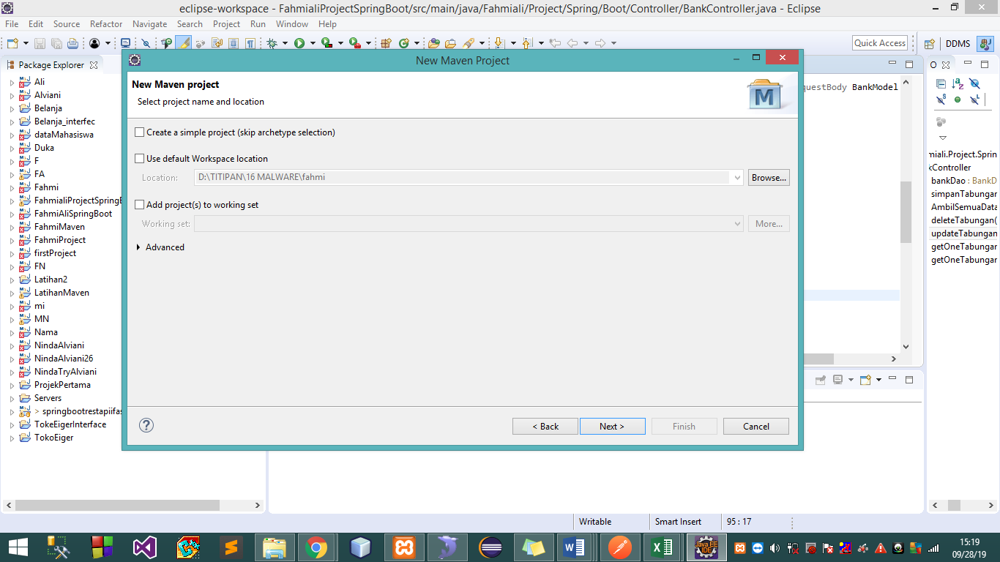 eclipse-workspace - FahmialiProjectSpringBoot/src/main/java/Fahmiali/Project/Spring/Boot/Controller/BankController.java - Eclipse
File Edit Source Refactor Navigate Search Project Run Window Help
Quick Access
DDMS
Package Explorer
Ali
Alviani
Belanja
Belanja_interfec
dataMahasiswa
Duka
F
FA
Fahmi
FahmialiProjectSpringB
FahmiAliSpringBoot
FahmiMaven
FahmiProject
firstProject
FN
Latihan2
LatihanMaven
mi
MN
Nama
NindaAlviani
NindaAlviani26
NindaTryAlviani
ProjekPertama
Servers
> springbootrestapiifas
TokeEigerInterface
TokoEiger
New Maven Project
New Maven project
Select project name and location
M
Create a simple project (skip archetype selection)
Use default Workspace location
Location: D:\TITIPAN\16 MALWARE\fahmi Browse...
Add project(s) to working set
Working set: More...
Advanced
< Back Next > Finish Cancel
questBody BankModel
O
miali.Project.Sprin
kController
bankDao : BankD
simpanTabungar
AmbilSemuaData
deleteTabungan(
updateTabungan
getOneTabungar
getOneTabungar
Writable Smart Insert 95 : 17
Java EE
IDE
15:19
09/28/19